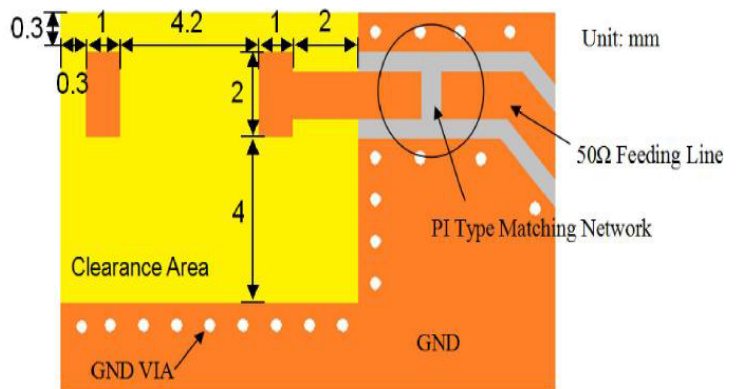 0.3
1
4.2
1
2
Unit: mm
0.3
2
50Ω Feeding Line
4
PI Type Matching Network
Clearance Area
GND VIA
GND